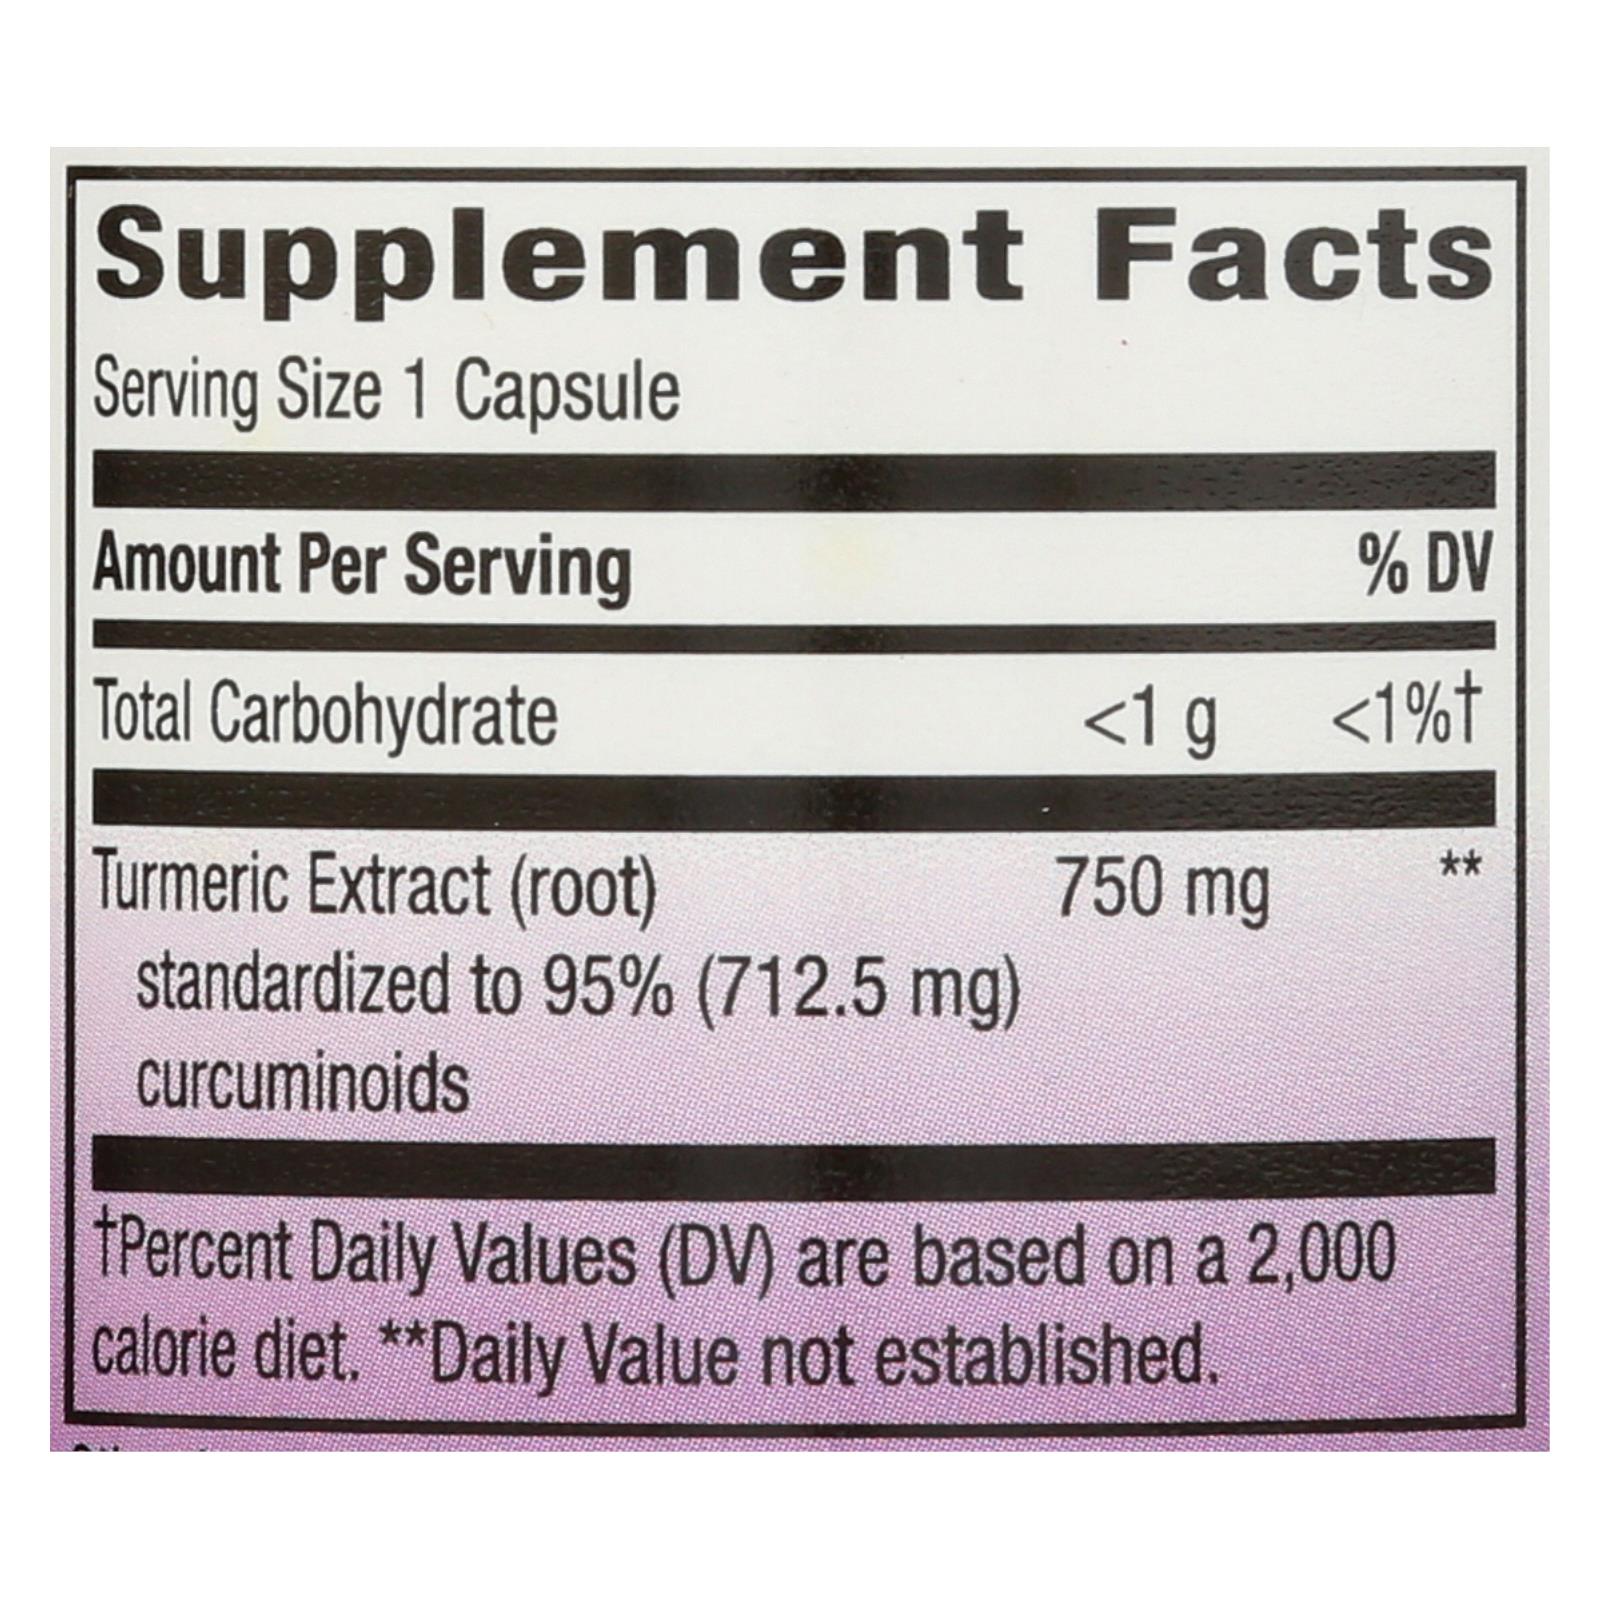 Supplement Facts
Serving Size 1 Capsule
Amount Per Serving % DV
Total Carbohydrate <1 g <1%†
Turmeric Extract (root) 750 mg **
standardized to 95% (712.5 mg)
curcuminoids
†Percent Daily Values (DV) are based on a 2,000
calorie diet. **Daily Value not established.